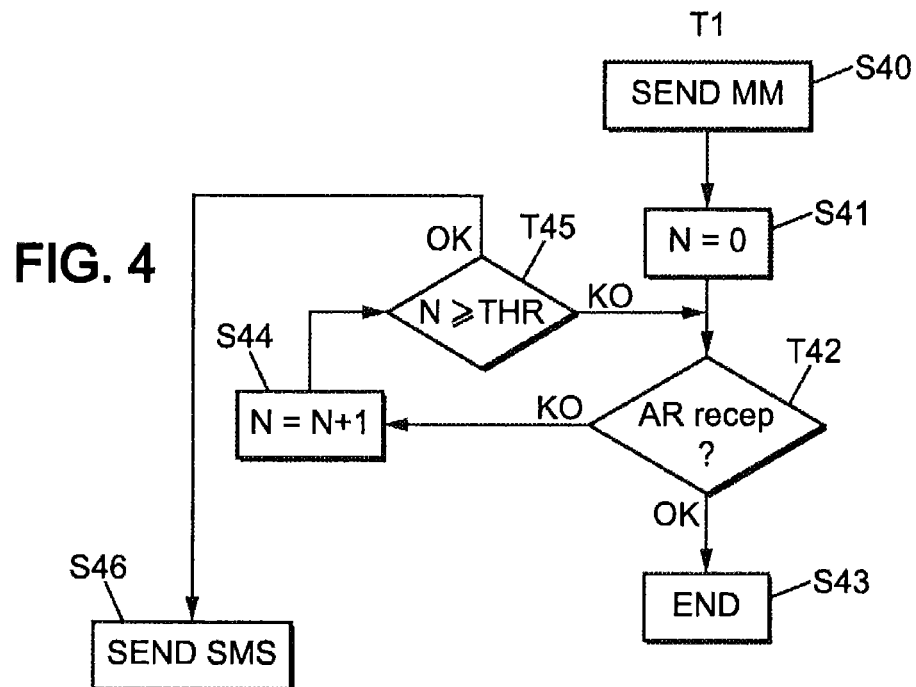 T1
SEND MM
S40
N = 0
S41
FIG. 4
OK
T45
N ⩾ THR
KO
S44
N = N+1
T42
AR recep
?
KO
OK
S46
SEND SMS
END
S43